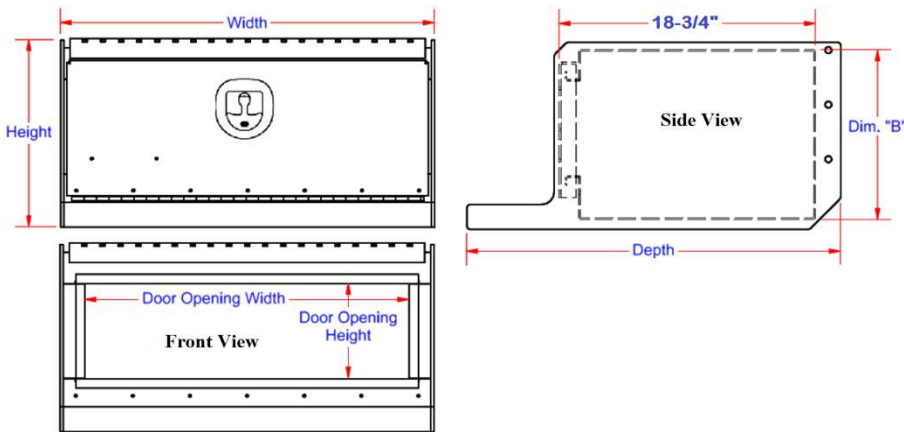 Width
Height
18-3/4"
Side View
Dim. "B"
Depth
Door Opening Width
Door Opening
Height
Front View